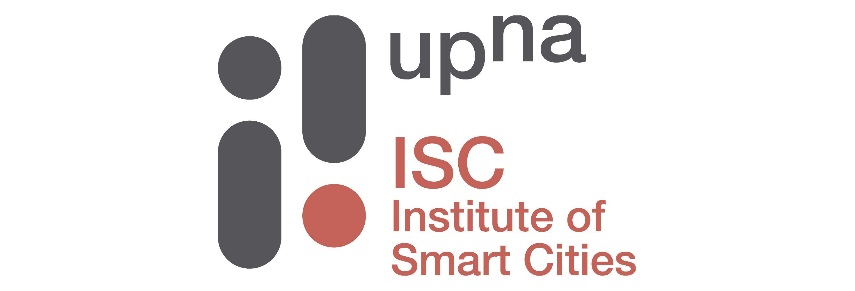 upna
ISC
Institute of
Smart Cities